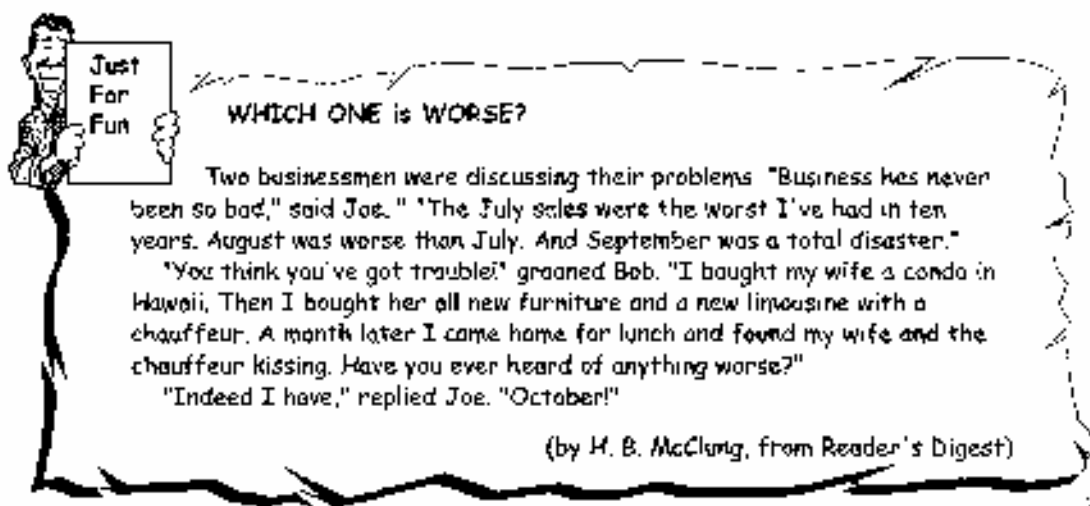 Just
For
Fun
WHICH ONE is WORSE?
Two businessmen were discussing their problems. "Business has never
been so bad," said Joe. " "The July sales were the worst I've had in ten
years. August was worse than July. And September was a total disaster."
"You think you've got trouble!" groaned Bob. "I bought my wife a condo in
Hawaii, Then I bought her all new furniture and a new limousine with a
chauffeur. A month later I came home for lunch and found my wife and the
chauffeur kissing. Have you ever heard of anything worse?"
"Indeed I have," replied Joe. "October!"
(by H. B. McClung, from Reader's Digest)